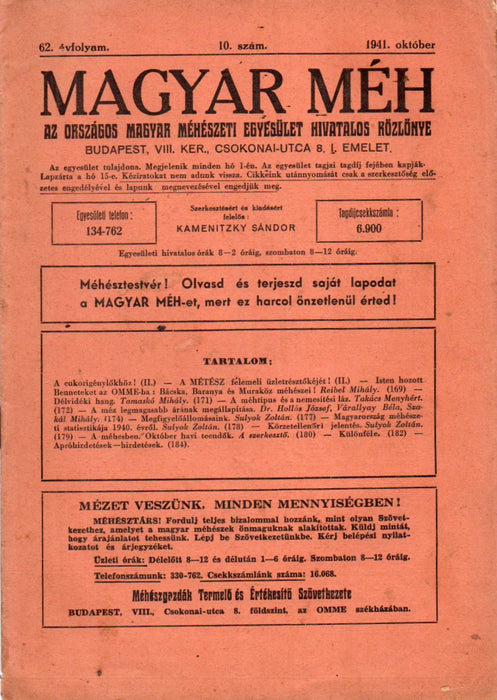 62. évfolyam. 10. szám. 1941. október
MAGYAR MÉH
AZ ORSZÁGOS MAGYAR MÉHÉSZETI EGYESÜLET HIVATALOS KÖZLÖNYE
BUDAPEST, VIII. KER., CSOKONAI-UTCA 8. I. EMELET.
Az egyesület tulajdona. Megjelenik minden hó 1-én. Az egyesület tagjai tagdíj fejében kapják.
Lapzárta a hó 15-e. Kéziratokat nem adunk vissza. Cikkeink utánnyomását csak a szerkesztőség elő-
zetes engedélyével és lapunk megnevezésével engedjük meg.
Egyesületi telefon:
134-762
Szerkesztésért és kiadásért
felelős:
KAMENITZKY SÁNDOR
Tagdíjcsekkszámla:
6.900
Egyesületi hivatalos órák 8—2 óráig, szombaton 8—12 óráig.
Méhésztestvér! Olvasd és terjeszd saját lapodat
a MAGYAR MÉH-et, mert ez harcol önzetlenül érted!
TARTALOM:
A cukorigénylőkhöz! (II.) — A MÉTÉSZ félemeli üzletrésztőkéjét! (II.) — Isten hozott
Benneteket az OMME-ba: Bácska, Baranya és Muraköz méhészei! Reibel Mihály. (169) —
Délvidéki hang. Tamaskó Mihály. (171) — A méhtípus és a nemesítési láz. Takács Menyhért.
(172) — A méz legmagasabb árának megállapítása. Dr. Hollós József, Várallyay Béla, Sza-
kál Mihály. (174) — Megfigyelőállomásaink. Sulyok Zoltán. (177) — Magyarország méhésze-
ti statisztikája 1940. évről. Sulyok Zoltán. (178) — Körzetellenőri jelentés. Sulyok Zoltán.
(179) — A méhesben. Október havi teendők. A szerkesztő. (180) — Különféle. (182) —
Apróhirdetések—hirdetések. (184).
MÉZET VESZÜNK, MINDEN MENNYISÉGBEN!
MÉHÉSZTÁRS! Fordulj teljes bizalommal hozzánk, mint olyan Szövet-
kezethez, amelyet a magyar méhészek önmaguknak alakítottak. Küldj mintát,
hogy árajánlatot tehessünk. Lépj be Szövetkezetünkbe. Kérj belépési nyilat-
kozatot és árjegyzéket.
Üzleti órák: Délelőtt 8—12 és délután 1—6 óráig. Szombaton 8—12 óráig.
Telefonszámunk: 330-762. Csekkszámlánk száma: 16.068.
Méhészgazdák Termelő és Értékesítő Szövetkezete
BUDAPEST, VIII., Csokonai-utca 8. földszint, az OMME székházában.